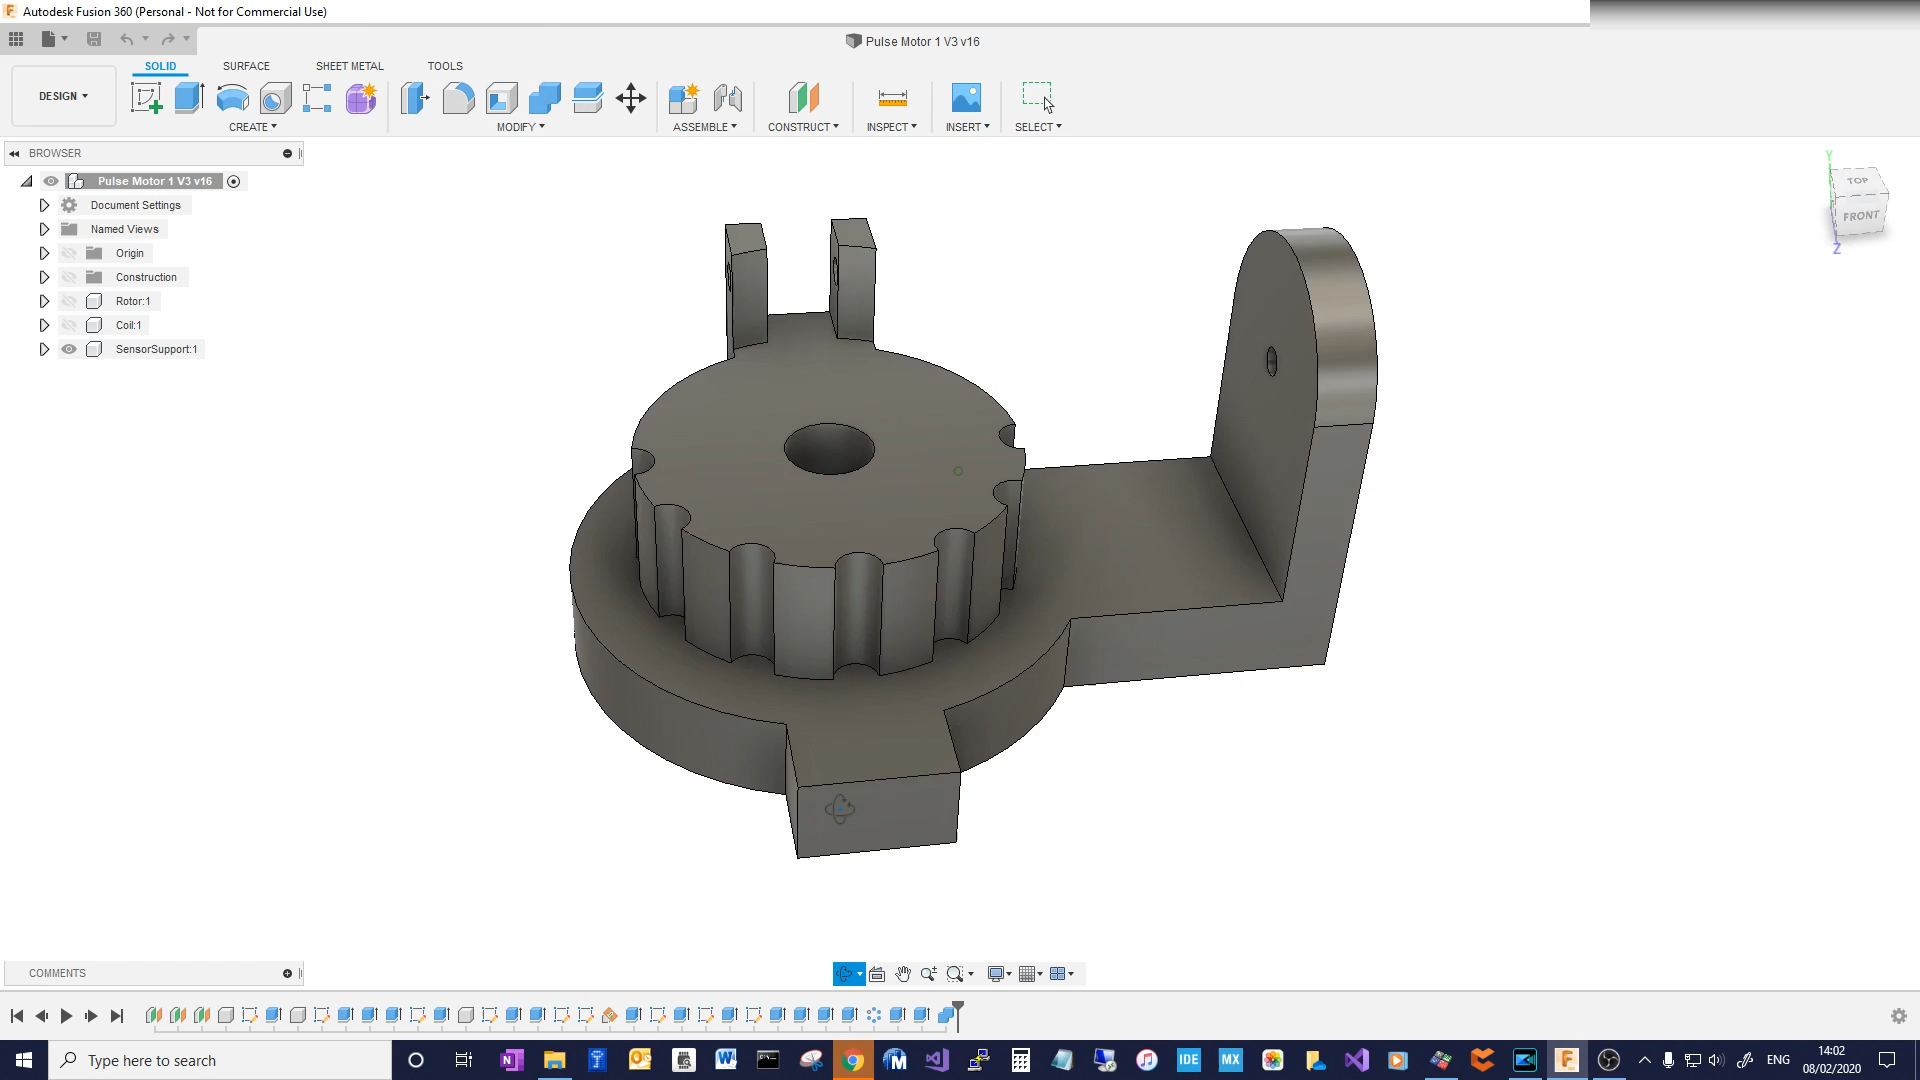 Autodesk Fusion 360 (Personal - Not for Commercial Use)
Pulse Motor 1 V3 v16
SOLID SURFACE SHEET METAL TOOLS
DESIGN
CREATE MODIFY ASSEMBLE CONSTRUCT INSPECT INSERT SELECT
BROWSER
Pulse Motor 1 V3 v16
Document Settings
Named Views
Origin
Construction
Rotor:1
Coil:1
SensorSupport:1
Y
TOP
FRONT
Z
COMMENTS
Type here to search
IDE
MX
ENG
14:02
08/02/2020